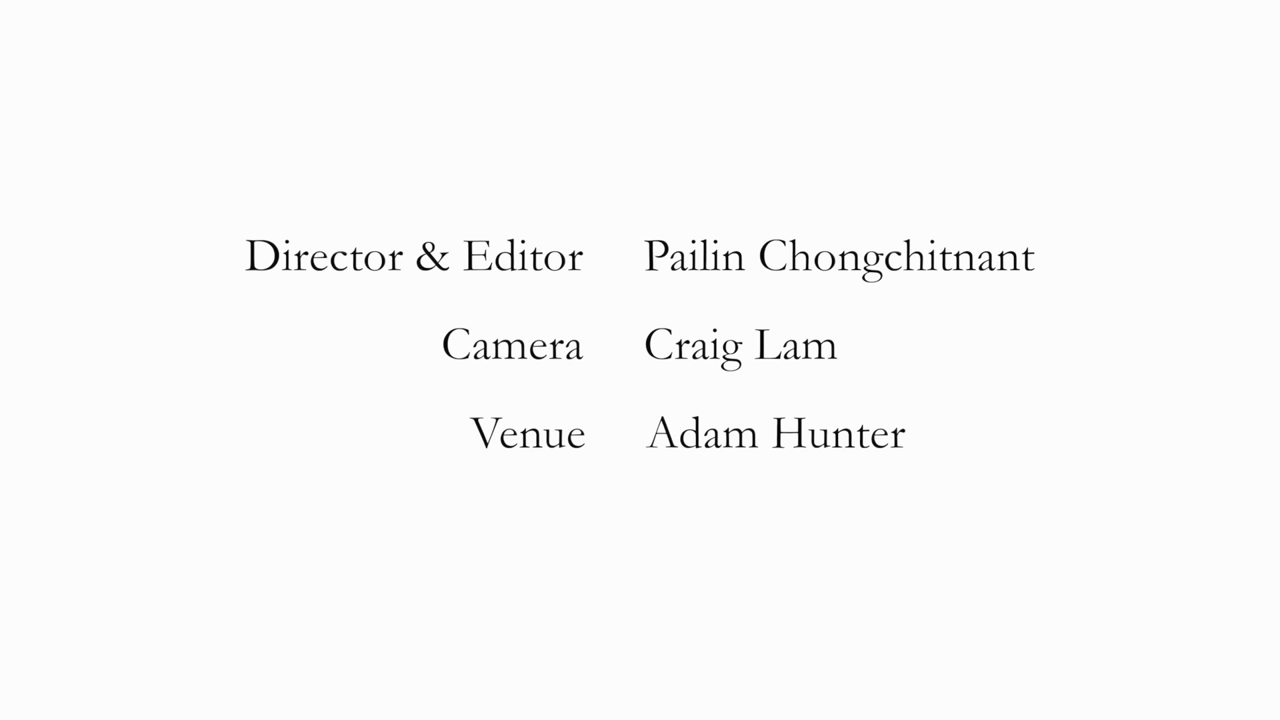 Director & Editor Pailin Chongchitnant
Camera Craig Lam
Venue Adam Hunter